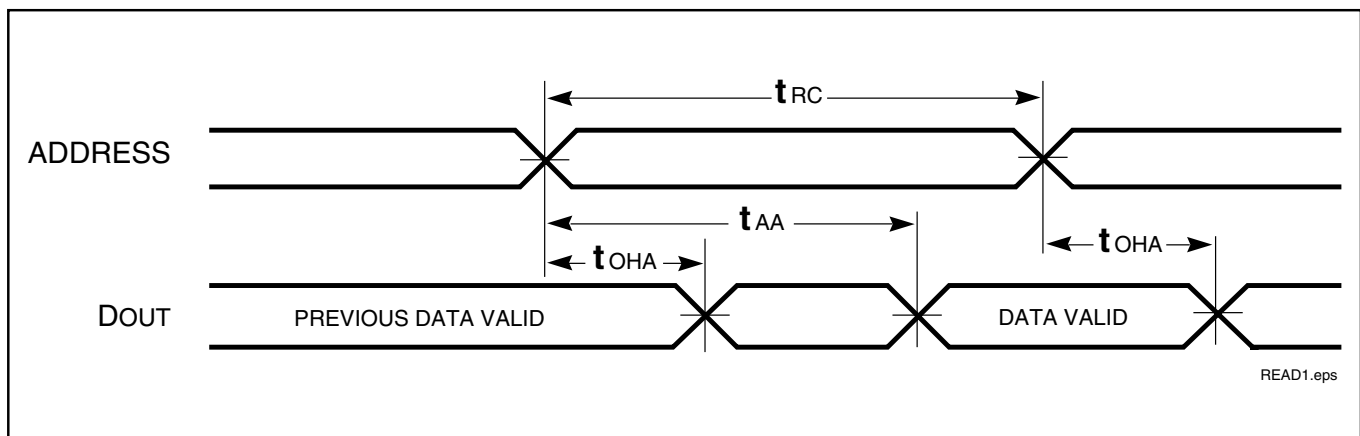 tRC
ADDRESS
tAA
tOHA
tOHA
DOUT
PREVIOUS DATA VALID
DATA VALID
READ1.eps